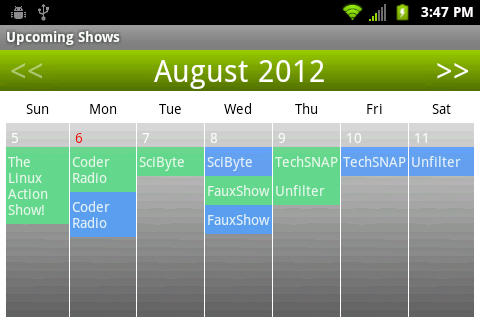 3:47 PM
Upcoming Shows
<< August 2012 >>
Sun Mon Tue Wed Thu Fri Sat
5 6 7 8 9 10 11
The
Linux
Action
Show!
Coder
Radio
Coder
Radio
SciByte
SciByte
FauxShow
FauxShow
TechSNAP
Unfilter
TechSNAP
Unfilter